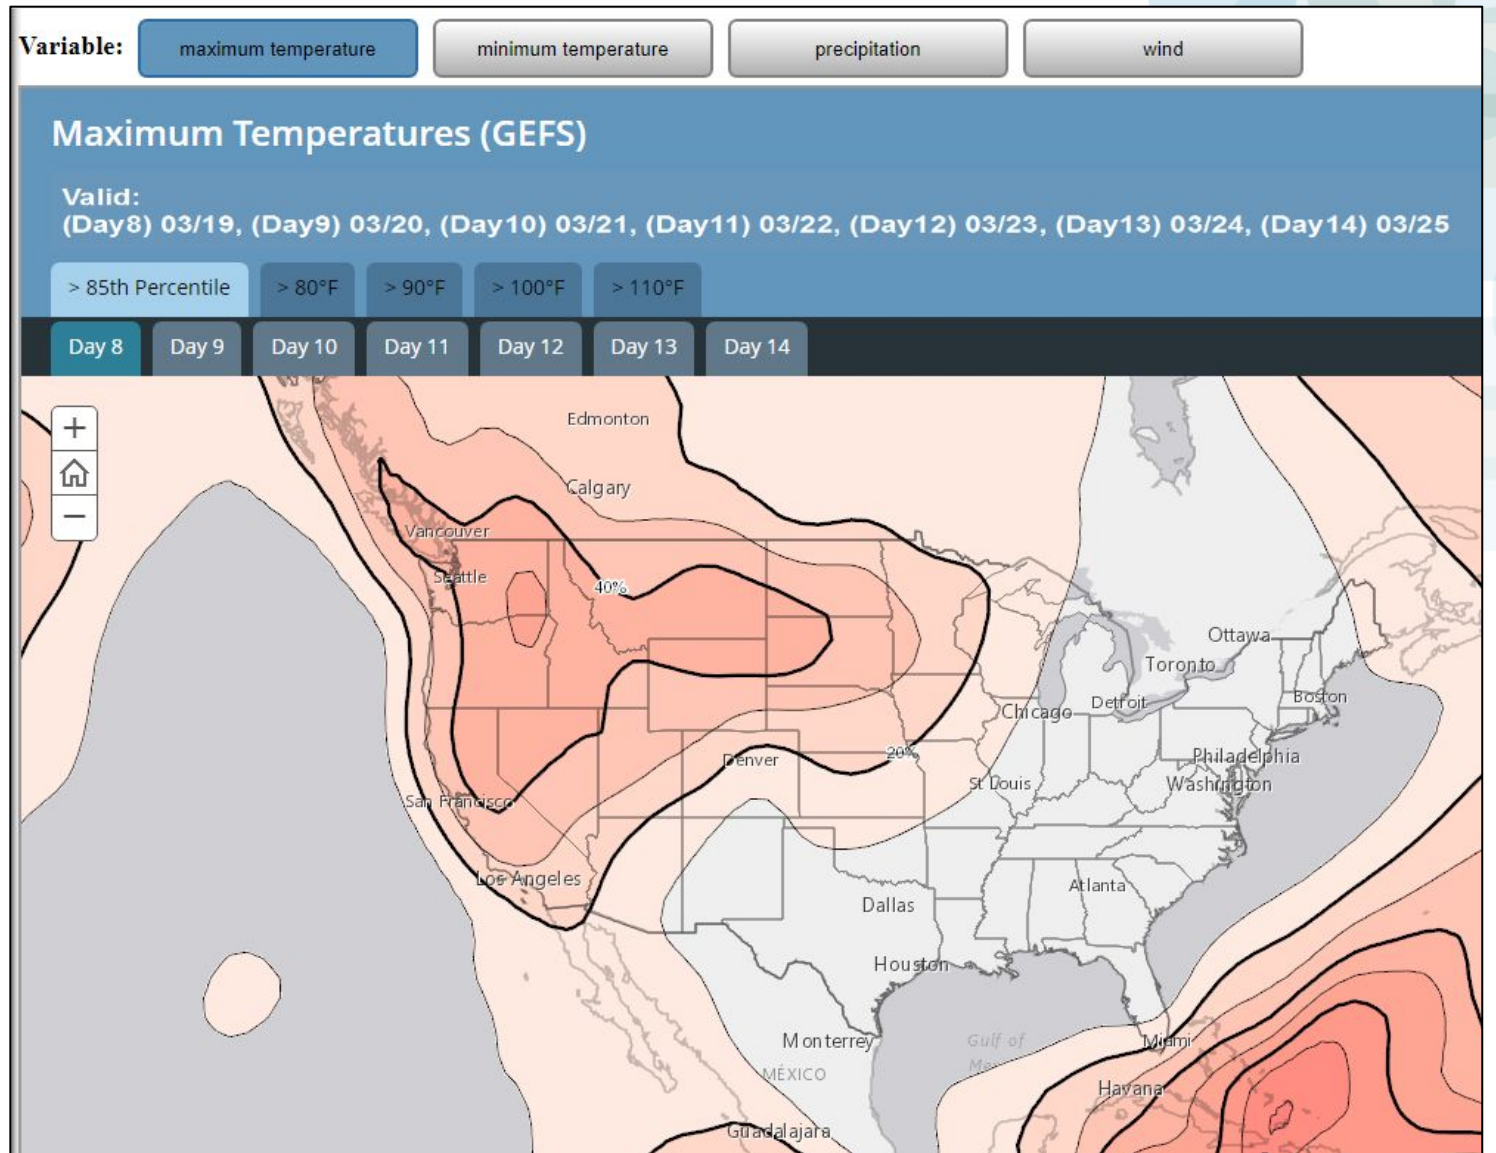 Variable: maximum temperature minimum temperature precipitation wind
Maximum Temperatures (GEFS)
Valid:
(Day8) 03/19, (Day9) 03/20, (Day10) 03/21, (Day11) 03/22, (Day12) 03/23, (Day13) 03/24, (Day14) 03/25
> 85th Percentile > 80°F > 90°F > 100°F > 110°F
Day 8 Day 9 Day 10 Day 11 Day 12 Day 13 Day 14
+
−
Edmonton
Calgary
Vancouver
Seattle
40%
Ottawa
Toronto
Boston
Chicago
Detroit
20%
Denver
Philadelphia
St Louis
Washington
San Francisco
Los Angeles
Atlanta
Dallas
Houston
Monterrey
Gulf of
Miami
MÉXICO
Havana
Guadalajara